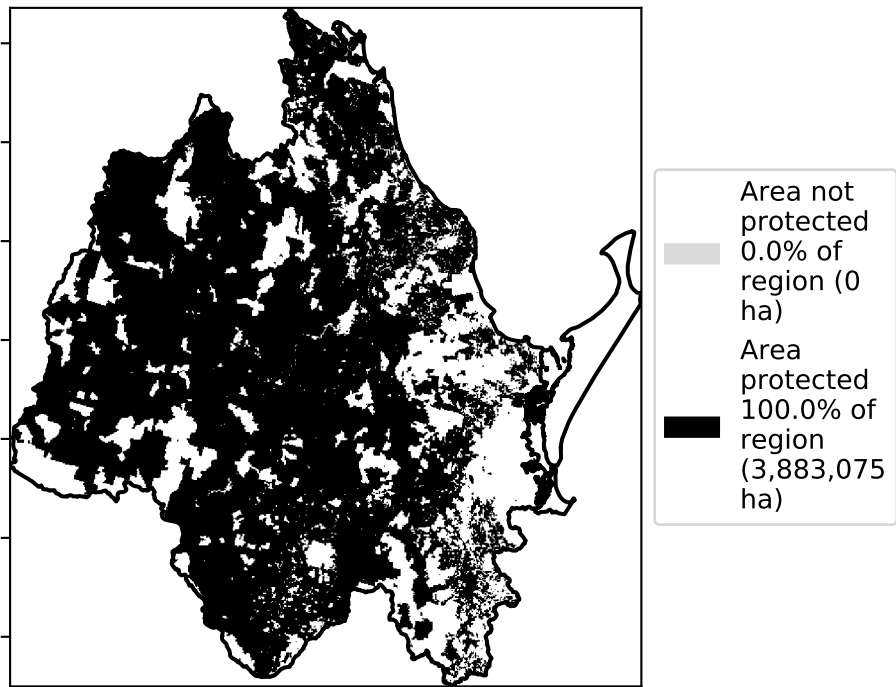 Area not
protected
0.0% of
region (0
ha)
Area
protected
100.0% of
region
(3,883,075
ha)